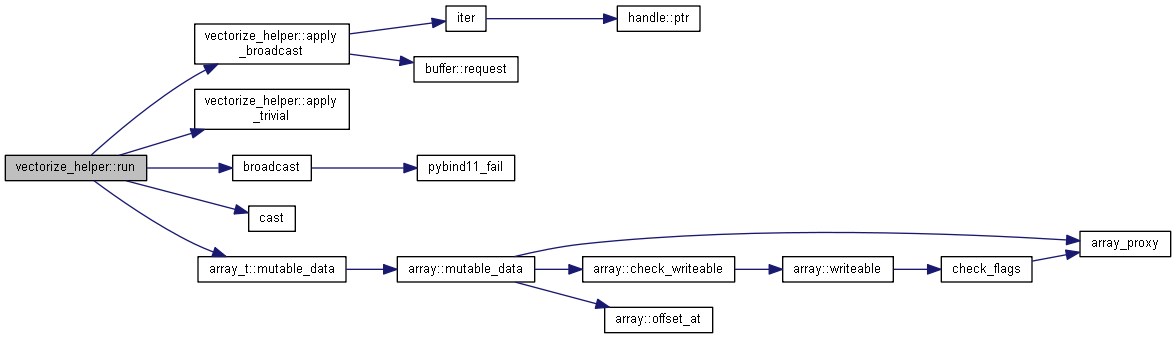 vectorize_helper::run
vectorize_helper::apply
_broadcast
iter
handle::ptr
buffer::request
vectorize_helper::apply
_trivial
broadcast
pybind11_fail
cast
array_t::mutable_data
array::mutable_data
array::check_writeable
array::writeable
check_flags
array_proxy
array::offset_at